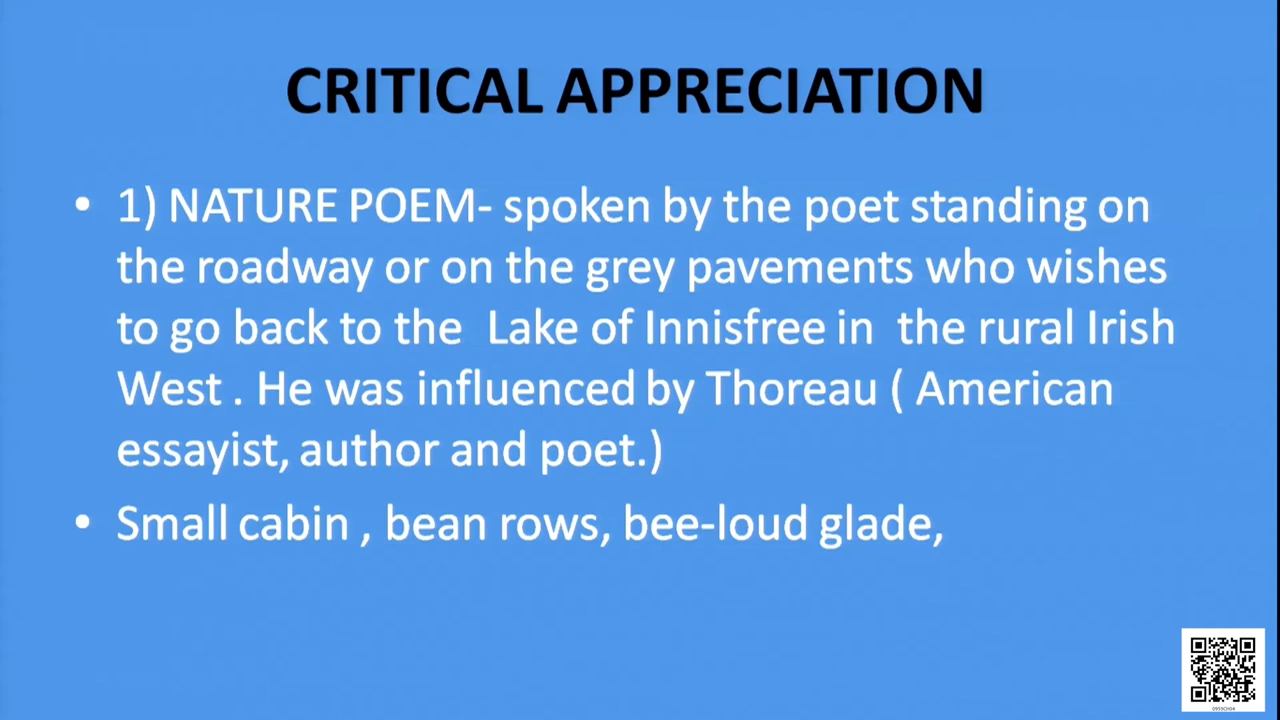 CRITICAL APPRECIATION
• 1) NATURE POEM- spoken by the poet standing on
the roadway or on the grey pavements who wishes
to go back to the Lake of Innisfree in the rural Irish
West . He was influenced by Thoreau ( American
essayist, author and poet.)
• Small cabin , bean rows, bee-loud glade,
0959CH04